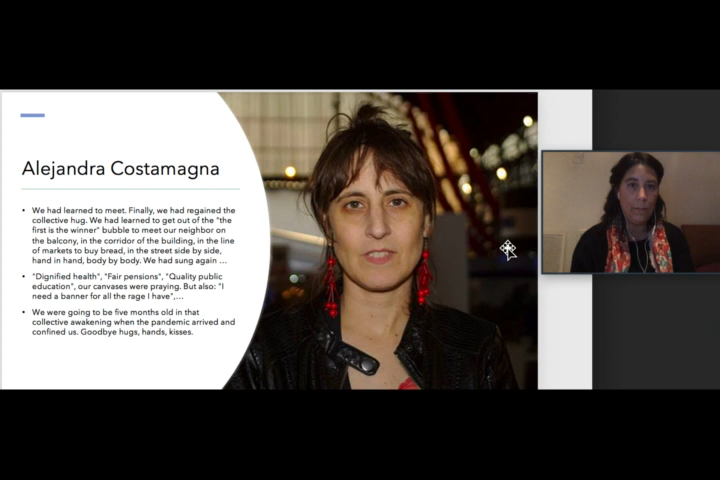 Alejandra Costamagna
• We had learned to meet. Finally, we had regained the
collective hug. We had learned to get out of the "the
first is the winner" bubble to meet our neighbor on
the balcony, in the corridor of the building, in the line
of markets to buy bread, in the street side by side,
hand in hand, body by body. We had sung again ...
• "Dignified health", "Fair pensions", "Quality public
education", our canvases were praying. But also: "I
need a banner for all the rage I have",...
• We were going to be five months old in that
collective awakening when the pandemic arrived and
confined us. Goodbye hugs, hands, kisses.